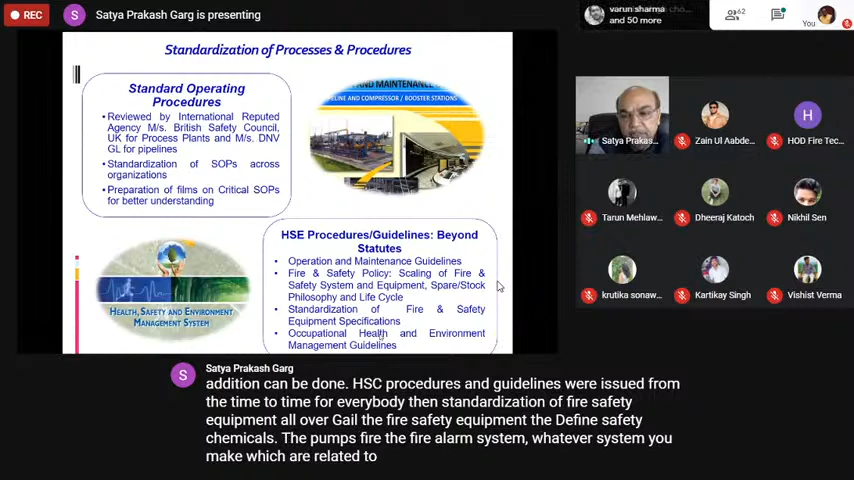 REC
S
Satya Prakash Garg is presenting
varun sharma
and 50 more
62
You
Standardization of Processes & Procedures
Standard Operating
Procedures
• Reviewed by International Reputed
Agency M/s. British Safety Council,
UK for Process Plants and M/s. DNV
GL for pipelines
• Standardization of SOPs across
organizations
• Preparation of films on Critical SOPs
for better understanding
AND MAINTENANCE
LINE AND COMPRESSOR / BOOSTER STATIONS
HSE Procedures/Guidelines: Beyond
Statutes
• Operation and Maintenance Guidelines
• Fire & Safety Policy: Scaling of Fire &
Safety System and Equipment, Spare/Stock
Philosophy and Life Cycle
• Standardization of Fire & Safety
Equipment Specifications
• Occupational Health and Environment
Management Guidelines
HEALTH, SAFETY AND ENVIRONMENT
MANAGEMENT SYSTEM
Satya Prakas...
Zain Ul Aabde...
H
HOD Fire Tec...
Tarun Mehlaw...
Dheeraj Katoch
Nikhil Sen
krutika sonaw...
Kartikay Singh
Vishist Verma
S
Satya Prakash Garg
addition can be done. HSC procedures and guidelines were issued from
the time to time for everybody then standardization of fire safety
equipment all over Gail the fire safety equipment the Define safety
chemicals. The pumps fire the fire alarm system, whatever system you
make which are related to